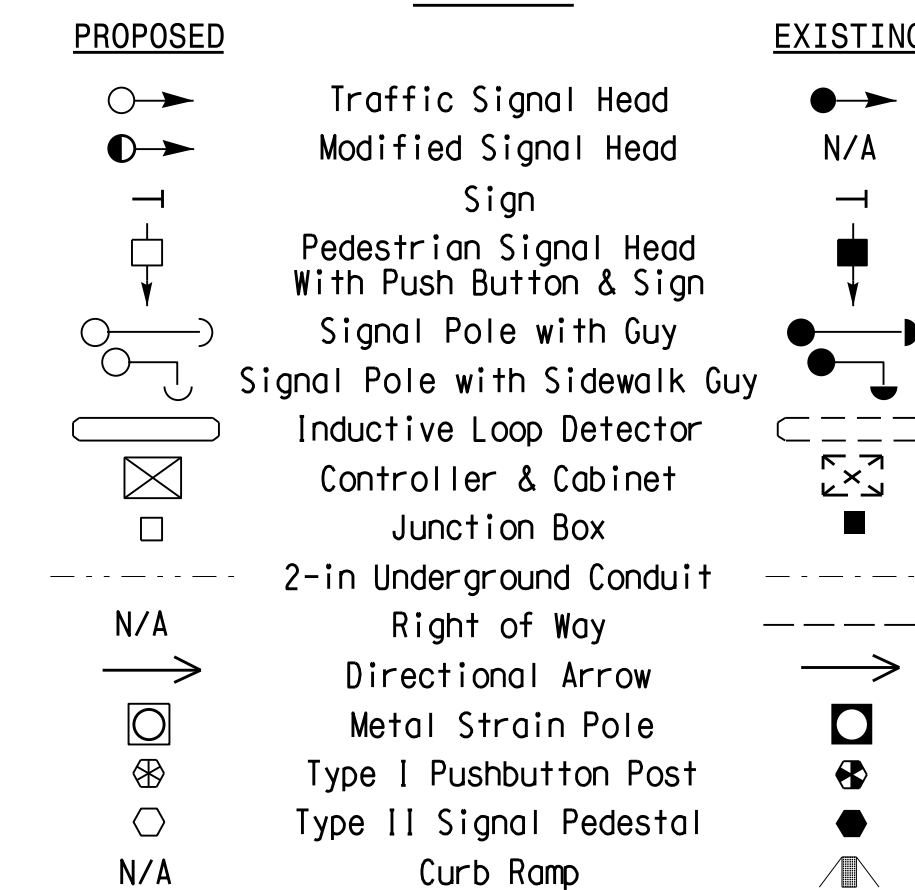 PROPOSED EXISTING
Traffic Signal Head
Modified Signal Head N/A
Sign
Pedestrian Signal Head
With Push Button & Sign
Signal Pole with Guy
Signal Pole with Sidewalk Guy
Inductive Loop Detector
Controller & Cabinet
Junction Box
2-in Underground Conduit
N/A Right of Way
Directional Arrow
Metal Strain Pole
Type I Pushbutton Post
Type II Signal Pedestal
N/A Curb Ramp